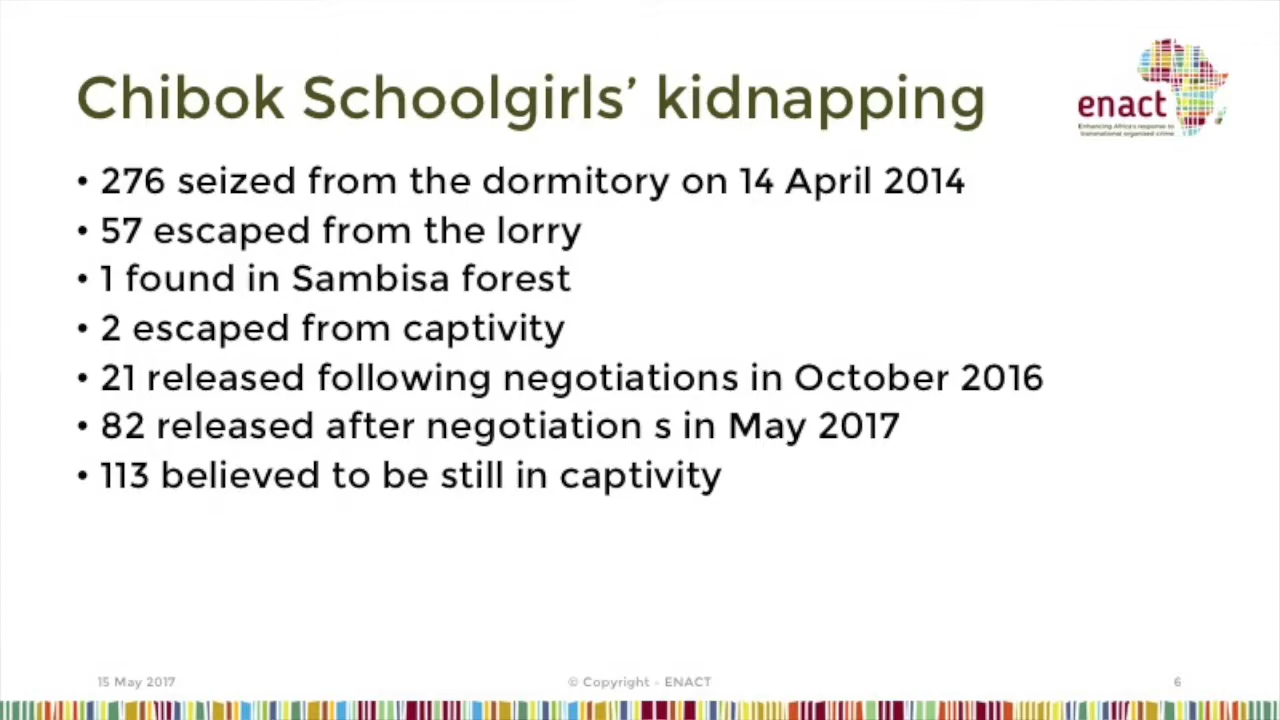 Chibok Schoo girls’ kidnapping
enact
Enhancing Africa's response to
transnational organised crime
• 276 seized from the dormitory on 14 April 2014
• 57 escaped from the lorry
• 1 found in Sambisa forest
• 2 escaped from captivity
• 21 released following negotiations in October 2016
• 82 released after negotiation s in May 2017
• 113 believed to be still in captivity
15 May 2017
© Copyright - ENACT
6